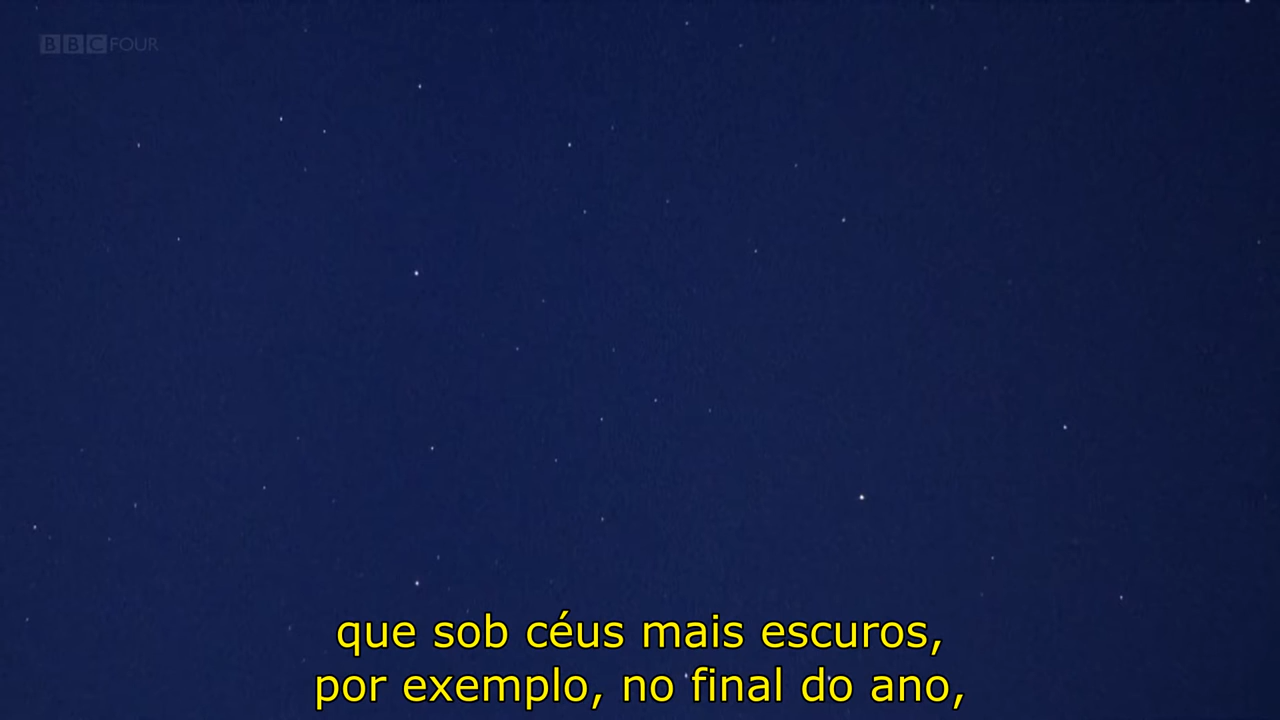 BBC FOUR
que sob céus mais escuros,
por exemplo, no final do ano,